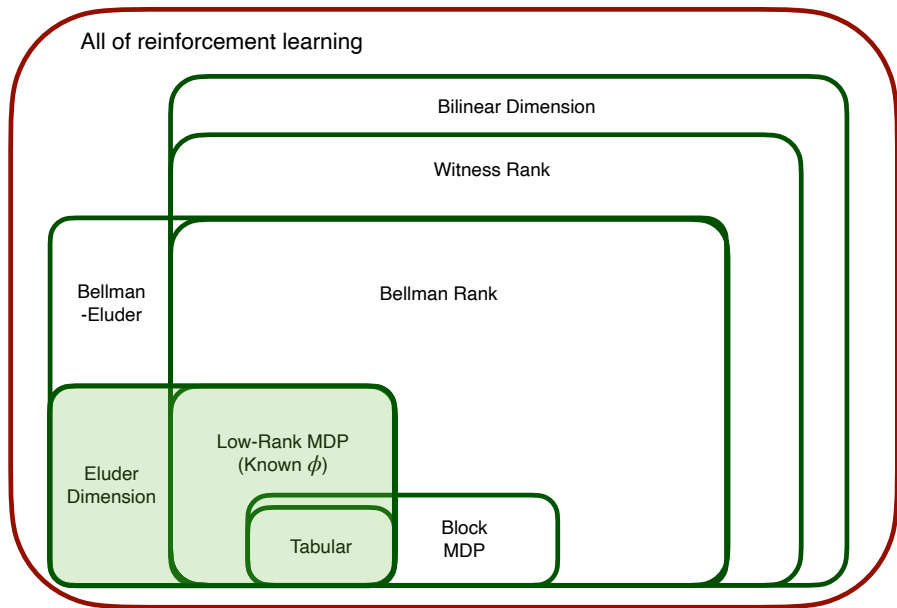 All of reinforcement learning
Bilinear Dimension
Witness Rank
Bellman
-Eluder
Bellman Rank
Low-Rank MDP
(Known ϕ)
Eluder
Dimension
Block
MDP
Tabular